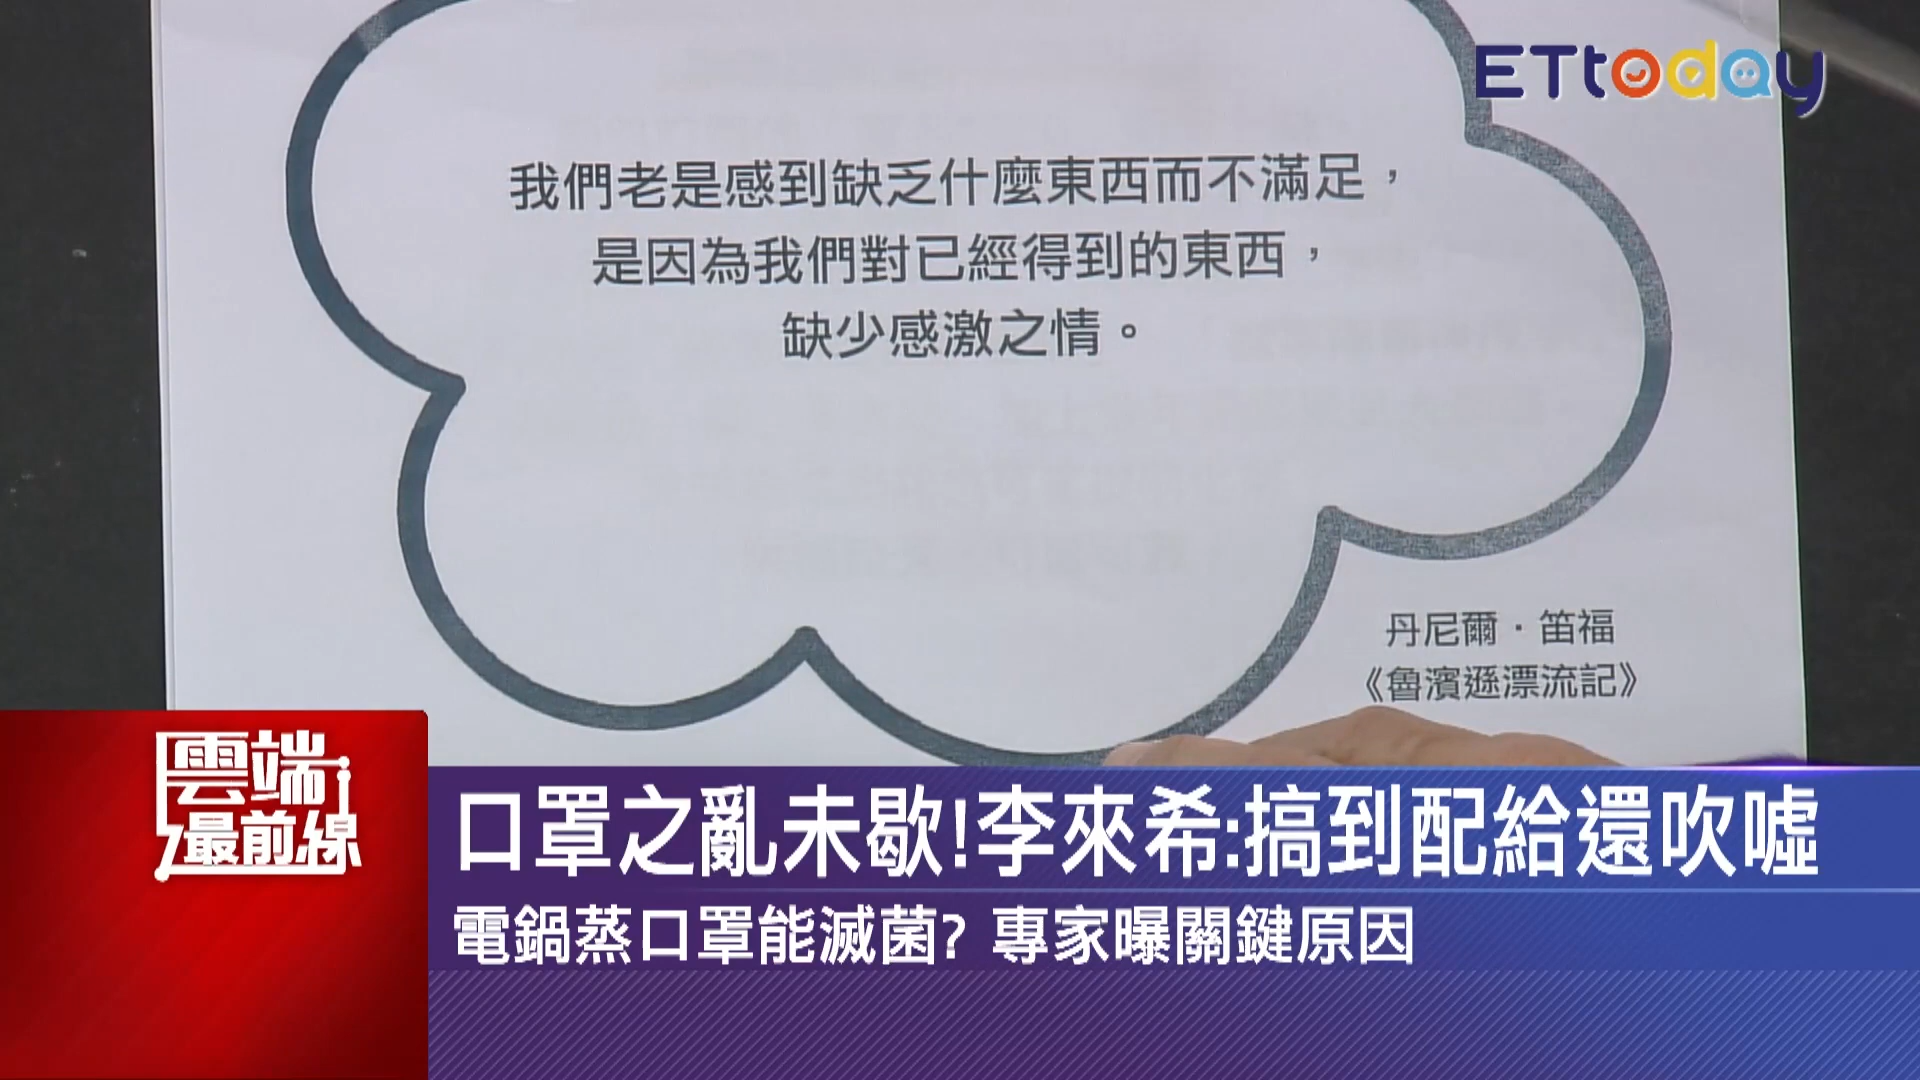 ETtoday
我們老是感到缺乏什麼東西而不滿足，
是因為我們對已經得到的東西，
缺少感激之情。
丹尼爾．笛福
《魯濱遜漂流記》
雲端
最前線
口罩之亂未歇!李來希:搞到配給還吹噓
電鍋蒸口罩能滅菌? 專家曝關鍵原因